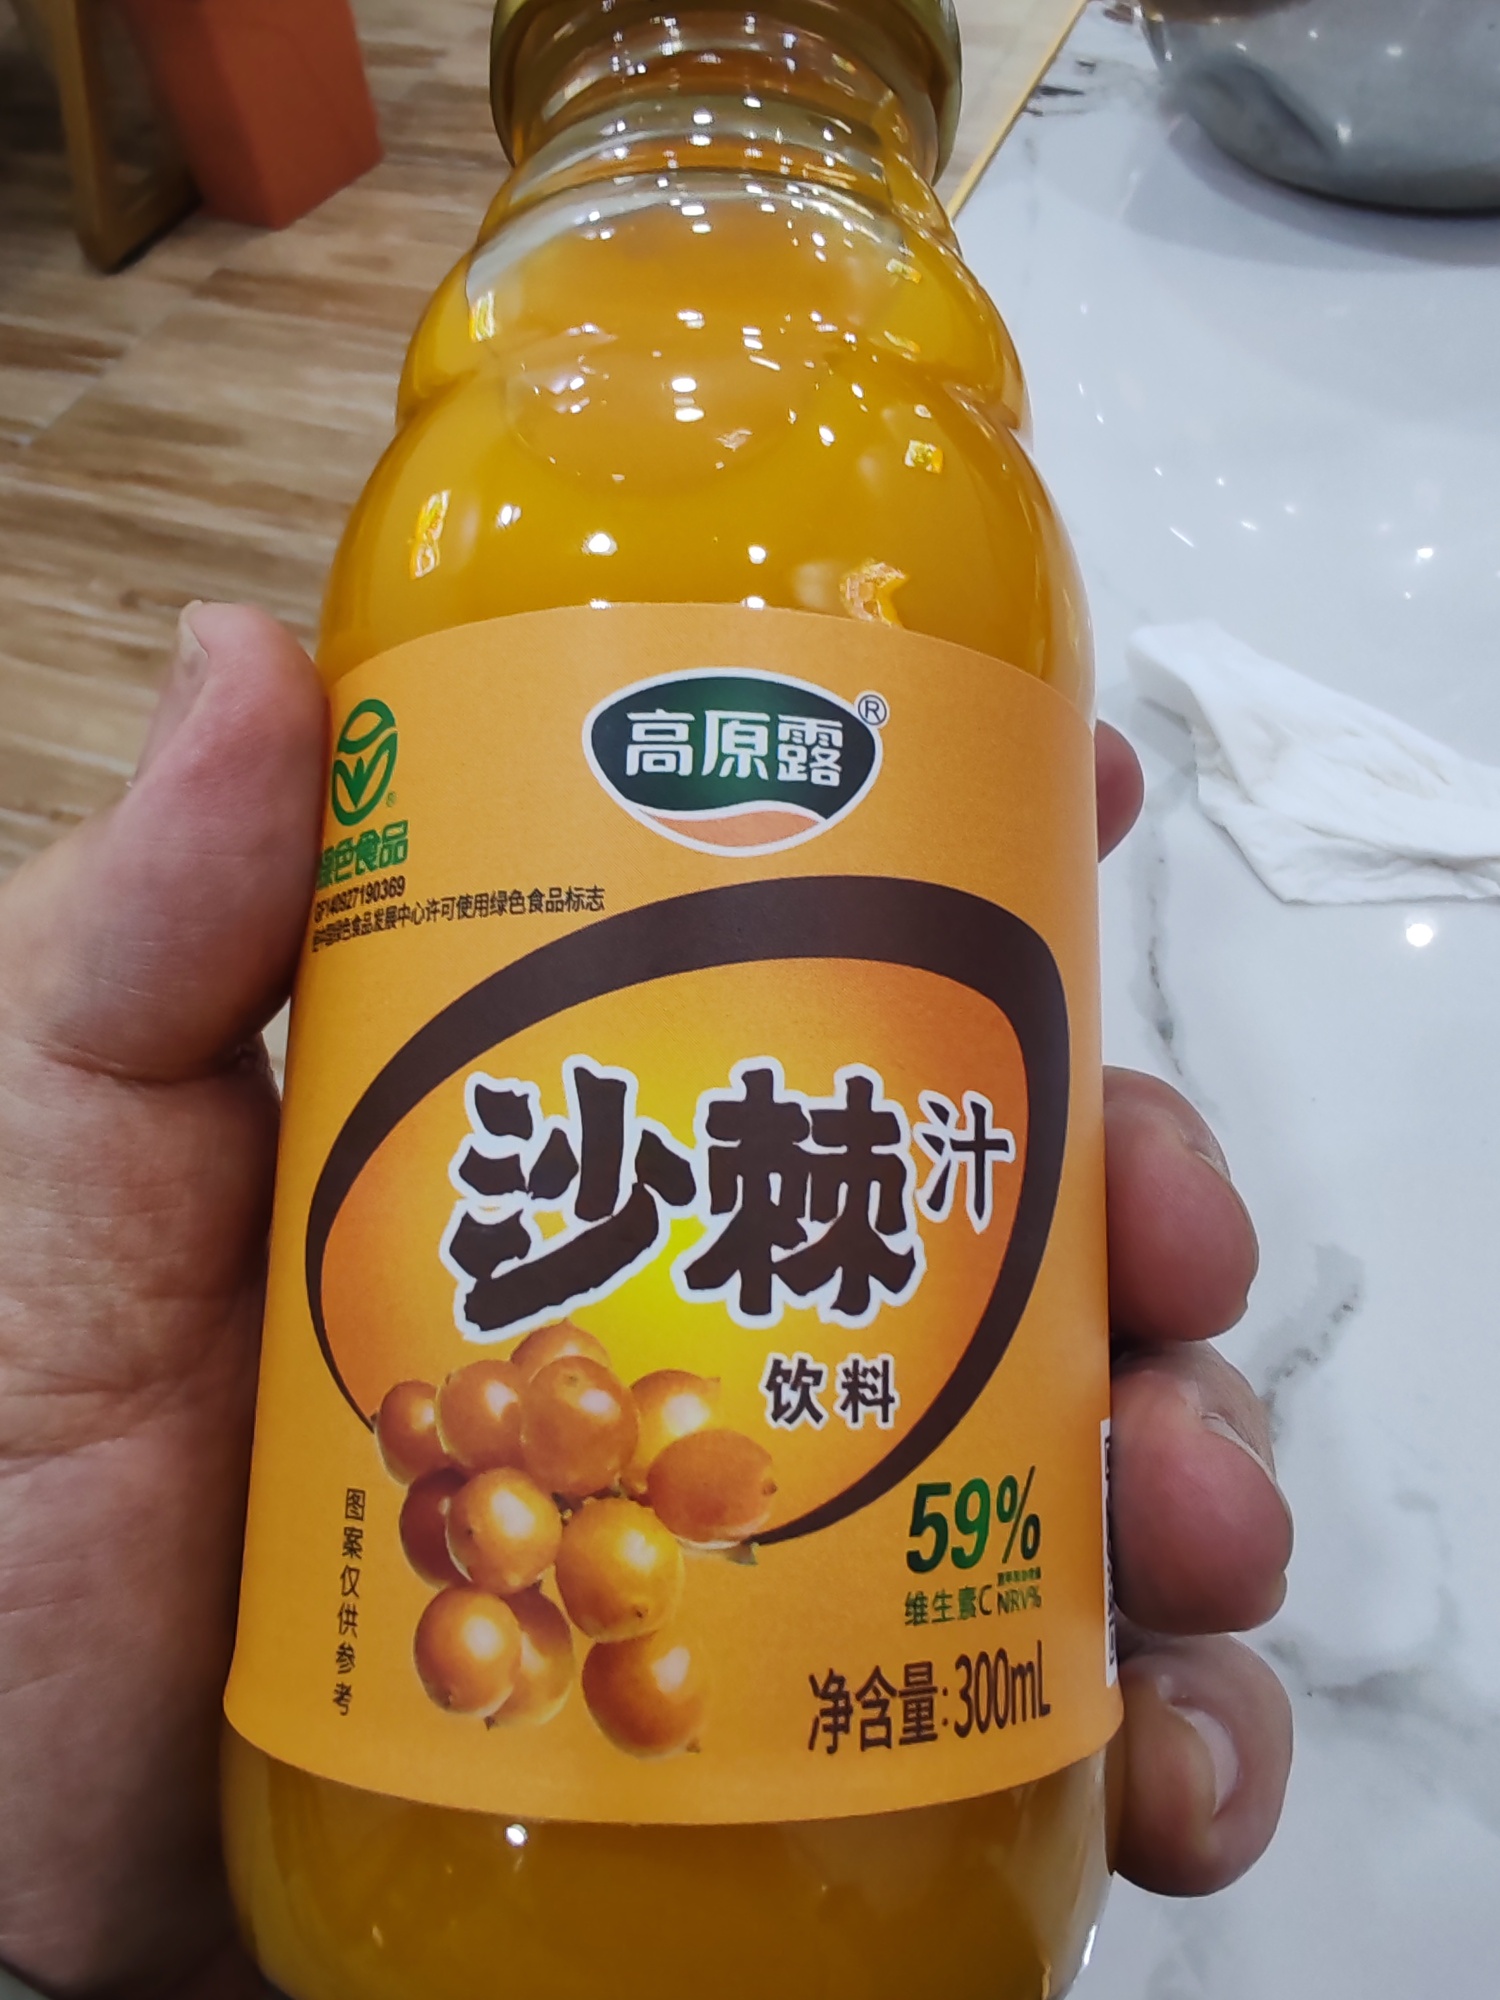 高原露®
绿色食品
GF140927190369
经中国绿色食品发展中心许可使用绿色食品标志
沙棘汁
饮料
59%
维生素C NRV%
净含量:300mL
图案仅供参考